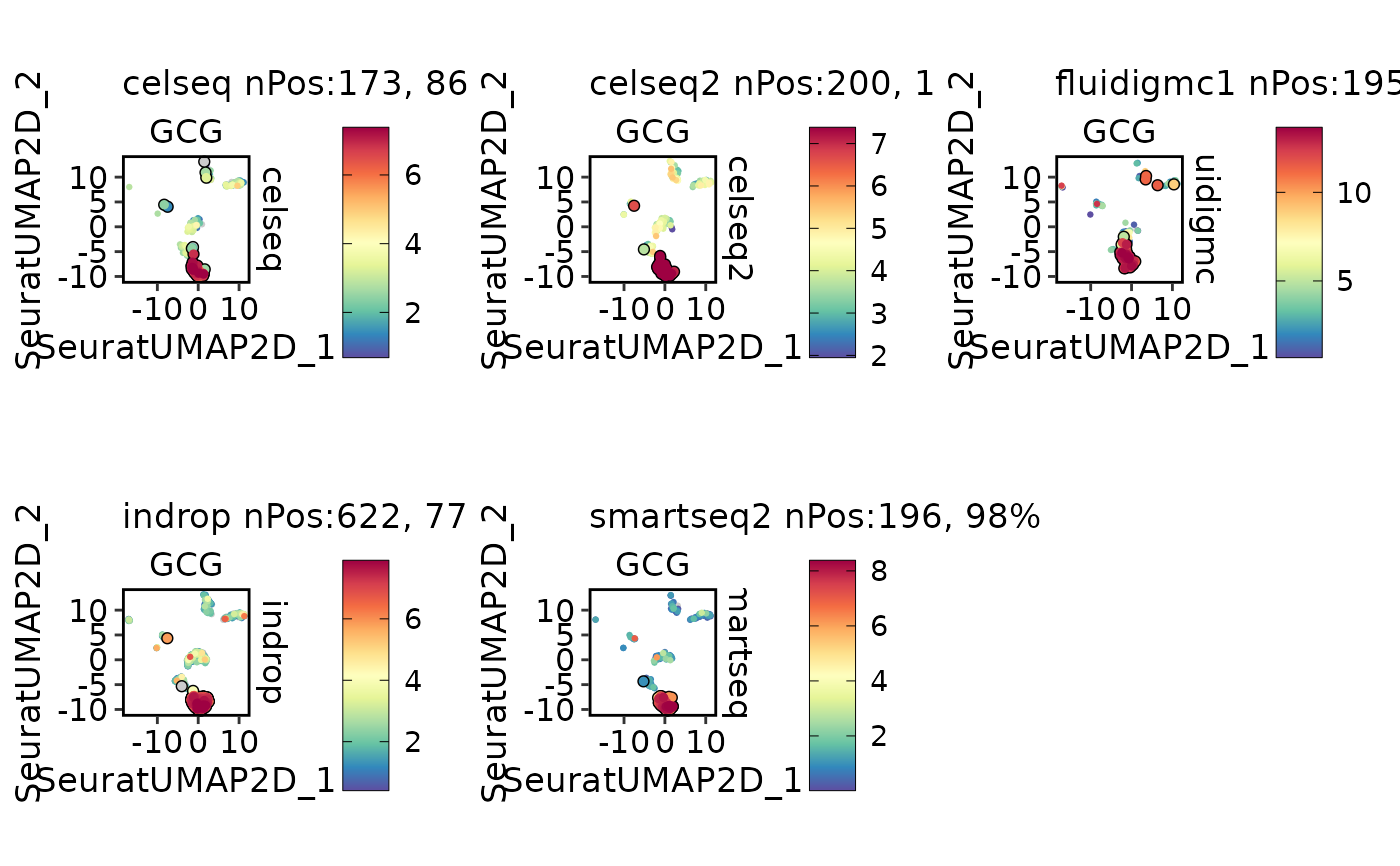 celseq nPos:173, 86
GCG
celseq
SeuratUMAP2D_2
10
5
0
-5
-10
-10 0 10
SeuratUMAP2D_1
6
4
2
celseq2 nPos:200, 1
GCG
celseq2
SeuratUMAP2D_2
10
5
0
-5
-10
-10 0 10
SeuratUMAP2D_1
7
6
5
4
3
2
fluidigmc1 nPos:195
GCG
uidigmc
SeuratUMAP2D_2
10
5
0
-5
-10
-10 0 10
SeuratUMAP2D_1
10
5
indrop nPos:622, 77
GCG
indrop
SeuratUMAP2D_2
10
5
0
-5
-10
-10 0 10
SeuratUMAP2D_1
6
4
2
smartseq2 nPos:196, 98%
GCG
martseq
SeuratUMAP2D_2
10
5
0
-5
-10
-10 0 10
SeuratUMAP2D_1
8
6
4
2